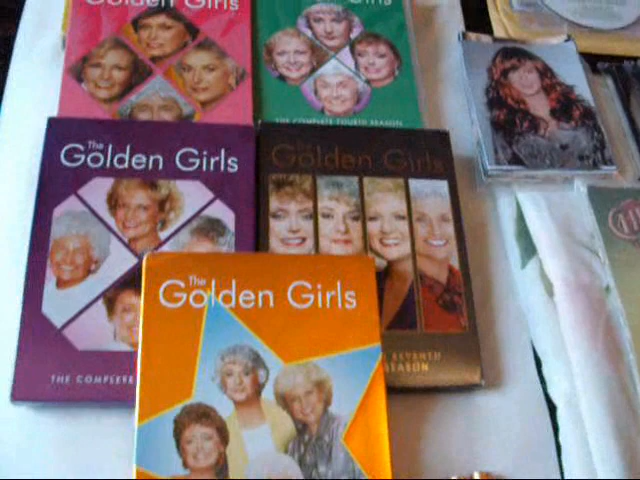 Golden Girls
Golden Girls
THE COMPLETE FOURTH SEASON
The
Golden Girls
THE COMPLETE
The
Golden Girls
SEVENTH
SEASON
The
Golden Girls